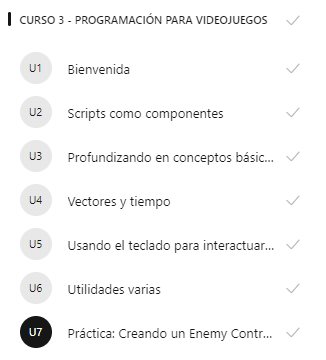 CURSO 3 - PROGRAMACIÓN PARA VIDEOJUEGOS
U1 Bienvenida
U2 Scripts como componentes
U3 Profundizando en conceptos básic...
U4 Vectores y tiempo
U5 Usando el teclado para interactuar...
U6 Utilidades varias
U7 Práctica: Creando un Enemy Contr...